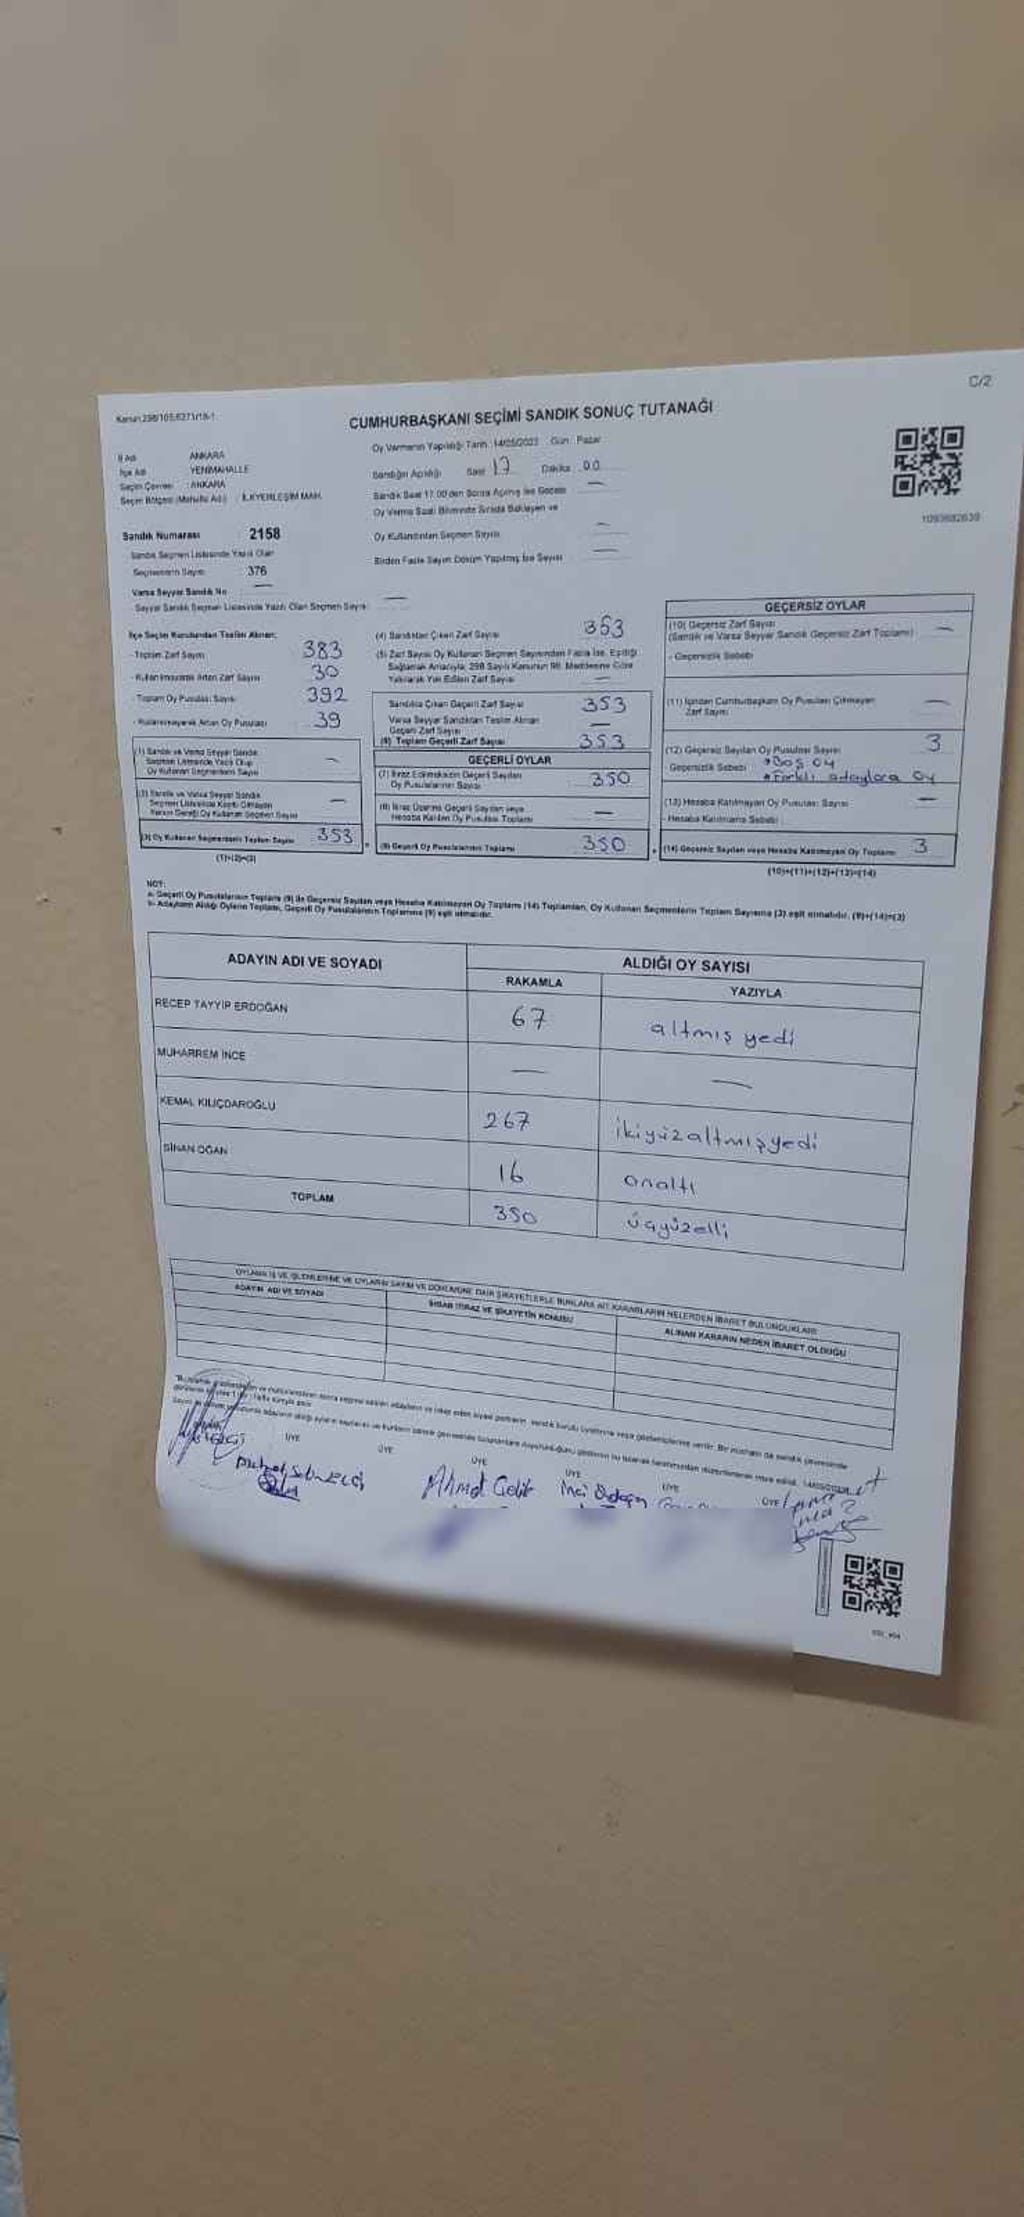 C/2
Kanun 298/105,6271/18-1
CUMHURBAŞKANI SEÇİMİ SANDIK SONUÇ TUTANAĞI
İl Adı ANKARA
İlçe Adı YENİMAHALLE
Seçim Çevresi : ANKARA
Seçim Bölgesi (Mahalle Adı) : İLKYERLEŞİM MAH.
Sandık Numarası 2158
Sandık Seçmen Listesinde Yazılı Olan
Seçmenlerin Sayısı : 376
Varsa Seyyar Sandık No —
Seyyar Sandık Seçmen Listesinde Yazılı Olan Seçmen Sayısı —
Oy Vermenin Yapıldığı Tarih 14/05/2023 Gün Pazar
Sandığın Açıldığı Saat 17 Dakika 00
Sandık Saat 17.00'den Sonra Açılmış İse Sebebi —
Oy Verme Saati Bitiminde Sırada Bekleyen ve
Oy Kullandırılan Seçmen Sayısı —
Birden Fazla Sayım Döküm Yapılmış İse Sayısı —
1093682639
İlçe Seçim Kurulundan Teslim Alınan;
- Toplam Zarf Sayısı 383
- Kullanılmayarak Artan Zarf Sayısı 30
- Toplam Oy Pusulası Sayısı 392
- Kullanılmayarak Artan Oy Pusulası 39
(1) Sandık ve Varsa Seyyar Sandık
Seçmen Listesinde Yazılı Olup
Oy Kullanan Seçmenlerin Sayısı —
(2) Sandık ve Varsa Seyyar Sandık
Seçmen Listesinde Kaydı Olmayan
Kanun Gereği Oy Kullanan Seçmen Sayısı —
(3) Oy Kullanan Seçmenlerin Toplam Sayısı 353
(1)+(2)=(3)
(4) Sandıktan Çıkan Zarf Sayısı 353
(5) Zarf Sayısı Oy Kullanan Seçmen Sayısından Fazla İse, Eşitliği
Sağlamak Amacıyla, 298 Sayılı Kanunun 98. Maddesine Göre
Yakılarak Yok Edilen Zarf Sayısı —
Sandıkta Çıkan Geçerli Zarf Sayısı 353
Varsa Seyyar Sandıktan Teslim Alınan
Geçerli Zarf Sayısı —
(6) Toplam Geçerli Zarf Sayısı 353
GEÇERLİ OYLAR
(7) İtiraz Edilmeksizin Geçerli Sayılan
Oy Pusulalarının Sayısı 350
(8) İtiraz Üzerine Geçerli Sayılan veya
Hesaba Katılan Oy Pusulası Toplamı —
(9) Geçerli Oy Pusulalarının Toplamı 350
GEÇERSİZ OYLAR
(10) Geçersiz Zarf Sayısı —
(Sandık ve Varsa Seyyar Sandık Geçersiz Zarf Toplamı)
- Geçersizlik Sebebi
(11) İçinden Cumhurbaşkanı Oy Pusulası Çıkmayan
Zarf Sayısı —
(12) Geçersiz Sayılan Oy Pusulası Sayısı 3
Geçersizlik Sebebi * Boş oy
* Farklı adaylara oy
(13) Hesaba Katılmayan Oy Pusulası Sayısı —
- Hesaba Katılmama Sebebi :
(14) Geçersiz Sayılan veya Hesaba Katılmayan Oy Toplamı 3
(10)+(11)+(12)+(13)=(14)
NOT:
a- Geçerli Oy Pusulalarının Toplamı (9) ile Geçersiz Sayılan veya Hesaba Katılmayan Oy Toplamı (14) Toplamları, Oy Kullanan Seçmenlerin Toplam Sayısına (3) eşit olmalıdır. (9)+(14)=(3)
b- Adayların Aldığı Oyların Toplamı, Geçerli Oy Pusulalarının Toplamına (9) eşit olmalıdır.
ADAYIN ADI VE SOYADI ALDIĞI OY SAYISI
RAKAMLA YAZIYLA
RECEP TAYYİP ERDOĞAN 67 altmış yedi
MUHARREM İNCE — —
KEMAL KILIÇDAROĞLU 267 ikiyüzaltmışyedi
SİNAN OĞAN 16 onaltı
TOPLAM 350 üçyüzelli
OYLAMA İŞ VE İŞLEMLERİNE VE OYLARIN SAYIM VE DÖKÜMÜNE DAİR ŞİKAYETLERLE BUNLARA AİT KARARLARIN NELERDEN İBARET BULUNDUKLARI
ADAYIN ADI VE SOYADI İHBAR İTİRAZ VE ŞİKAYETİN KONUSU ALINAN KARARIN NEDEN İBARET OLDUĞU
ÜYE ÜYE ÜYE ÜYE ÜYE ÜYE
Ahmet Çelik